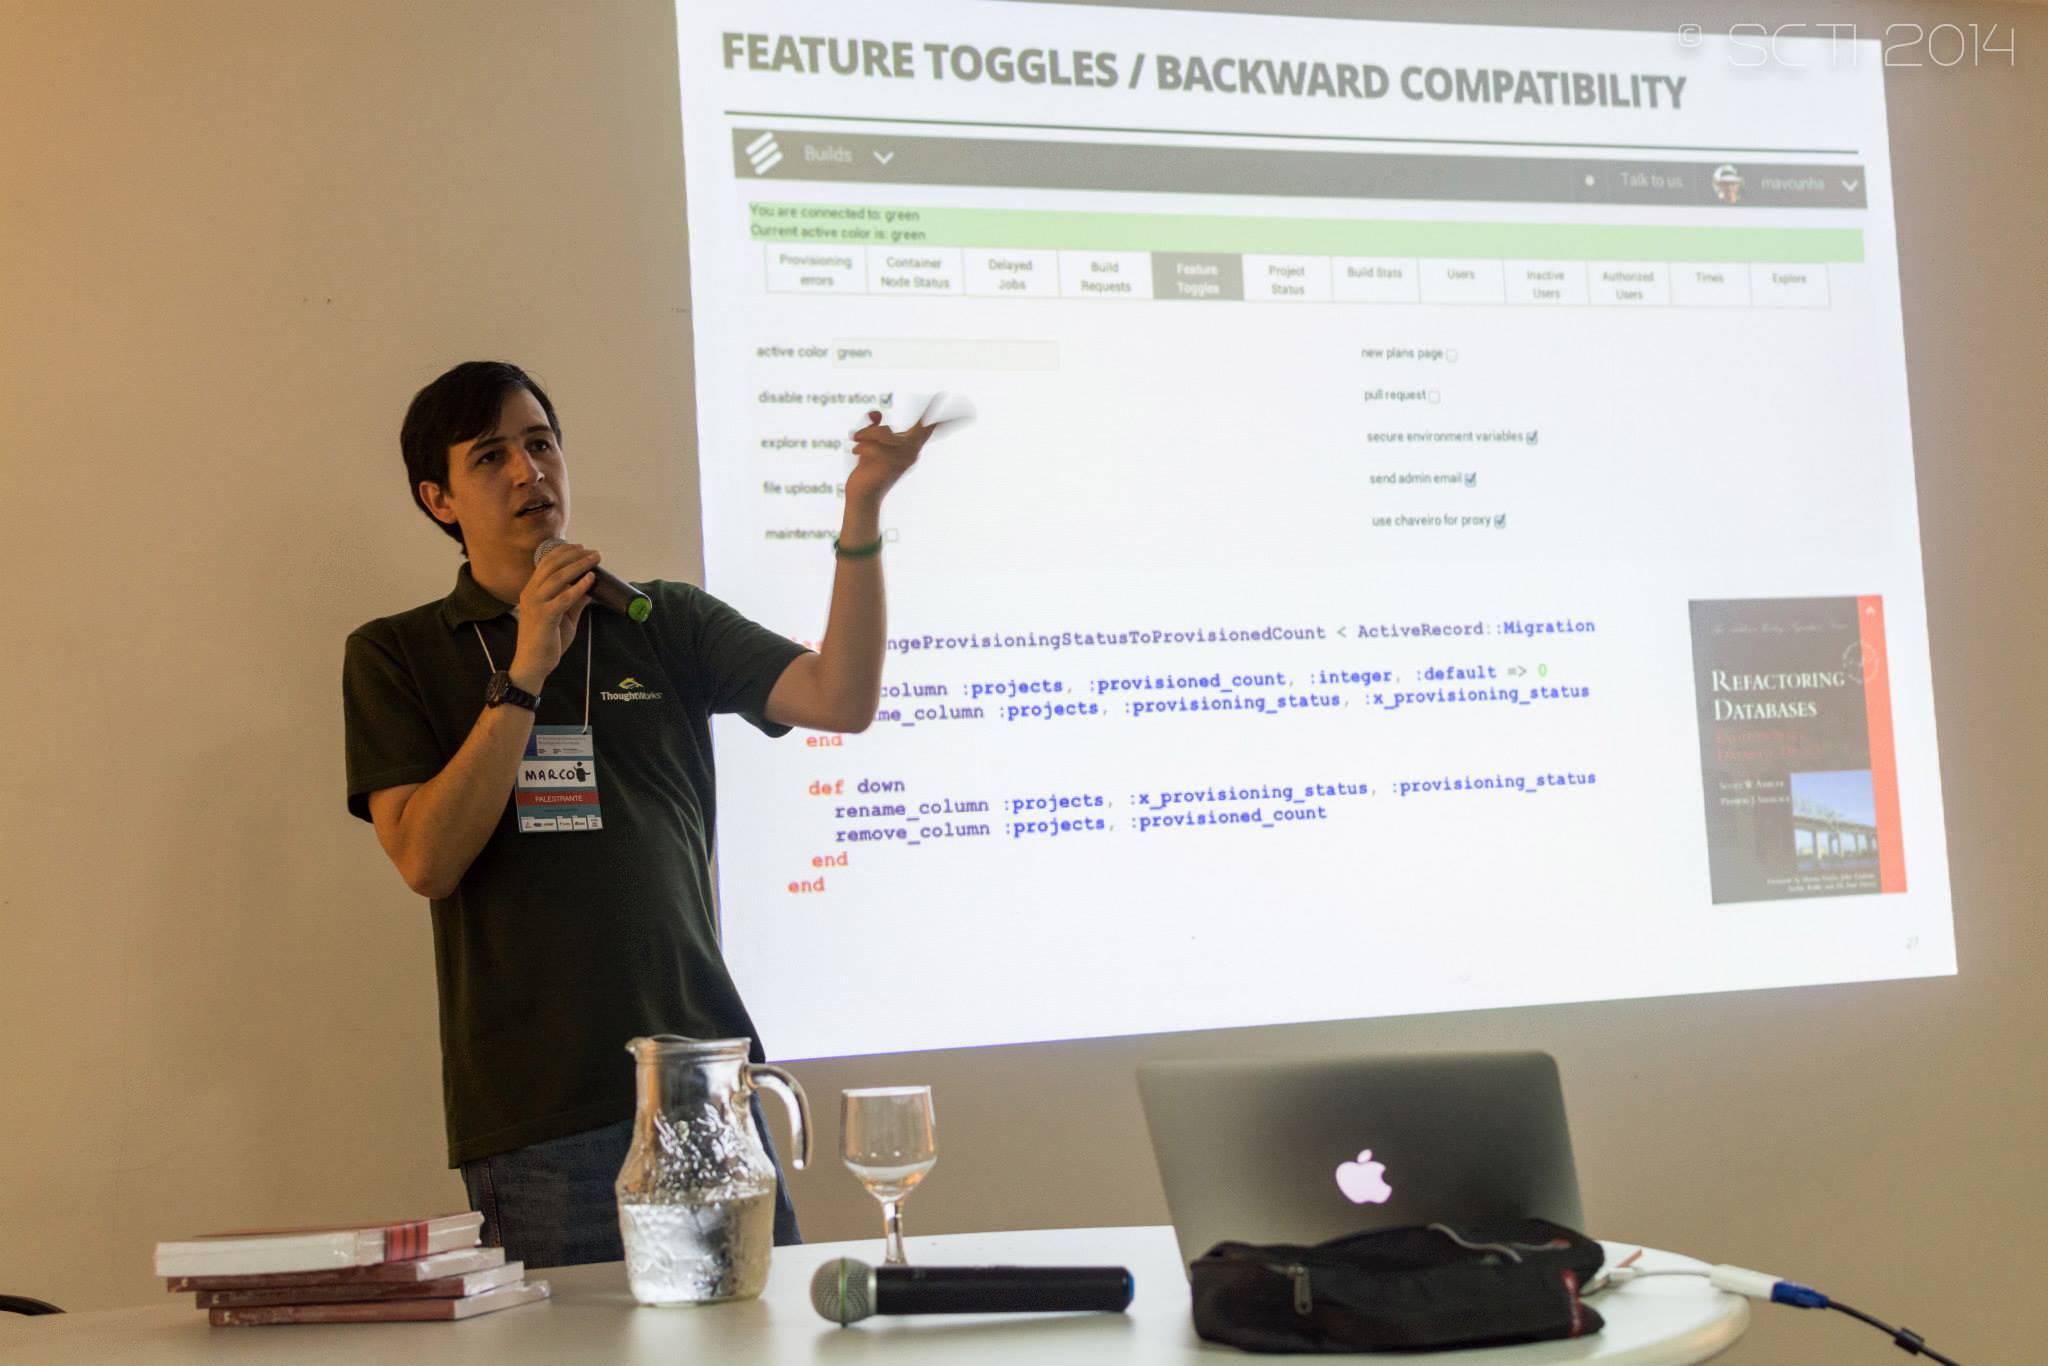 © SCTI 2014
FEATURE TOGGLES / BACKWARD COMPATIBILITY
Builds
Talk to us
mavcunha
You are connected to: green
Current active color is: green
Provisioning errors
Container Node Status
Delayed Jobs
Build Requests
Feature Toggles
Project Status
Build Stats
Users
Inactive Users
Authorized Users
Times
Explore
active color green
disable registration
explore snap
file uploads
maintenanc
new plans page
pull request
secure environment variables
send admin email
use chaveiro for proxy
ngeProvisioningStatusToProvisionedCount < ActiveRecord::Migration
column :projects, :provisioned_count, :integer, :default => 0
me_column :projects, :provisioning_status, :x_provisioning_status
end
def down
rename_column :projects, :x_provisioning_status, :provisioning_status
remove_column :projects, :provisioned_count
end
end
REFACTORING
DATABASES
27
ThoughtWorks
MARCO
PALESTRANTE